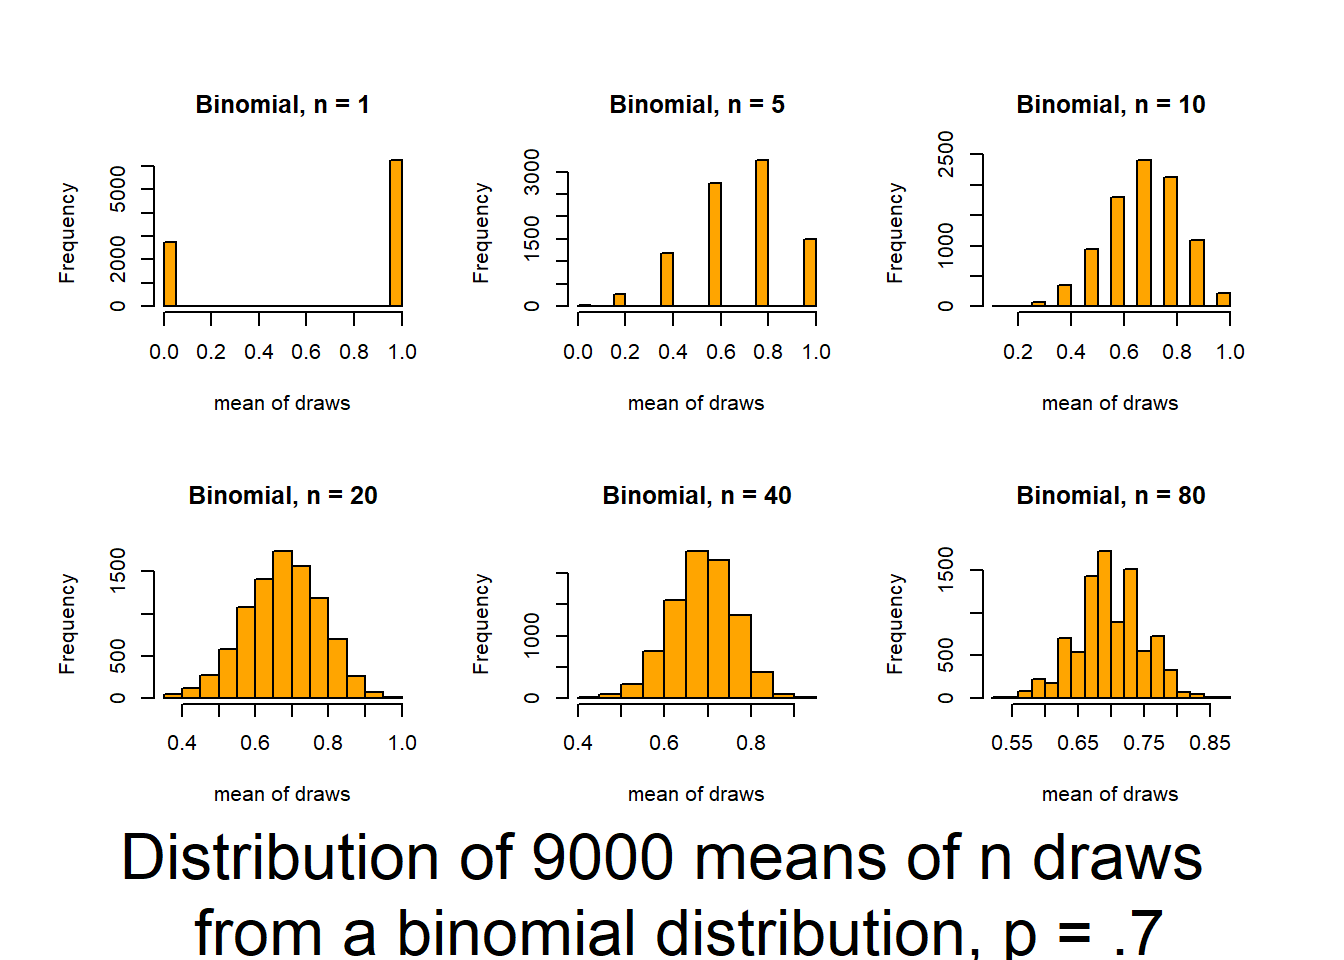 Binomial, n = 1
Frequency
0 2000 5000
0.0 0.2 0.4 0.6 0.8 1.0
mean of draws
Binomial, n = 5
Frequency
0 1500 3000
0.0 0.2 0.4 0.6 0.8 1.0
mean of draws
Binomial, n = 10
Frequency
0 1000 2500
0.2 0.4 0.6 0.8 1.0
mean of draws
Binomial, n = 20
Frequency
0 500 1500
0.4 0.6 0.8 1.0
mean of draws
Binomial, n = 40
Frequency
0 1000
0.4 0.6 0.8
mean of draws
Binomial, n = 80
Frequency
0 500 1500
0.55 0.65 0.75 0.85
mean of draws
Distribution of 9000 means of n draws
from a binomial distribution, p = .7